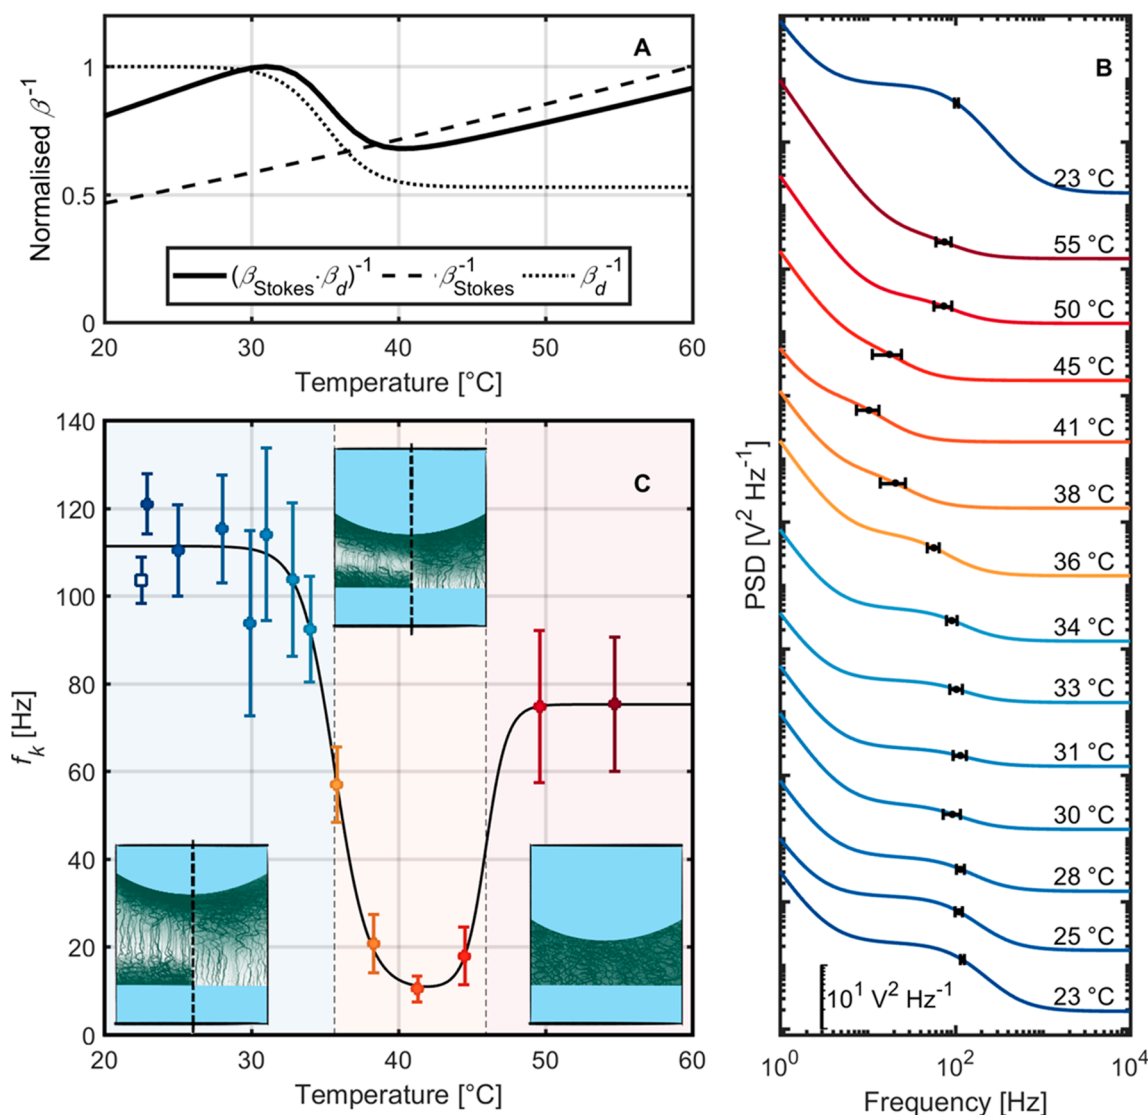 A
Normalised β⁻¹
1
0.5
0
(β_Stokes·β_d)⁻¹ β_Stokes⁻¹ β_d⁻¹
20 30 40 50 60
Temperature [°C]
B
PSD [V² Hz⁻¹]
23 °C
55 °C
50 °C
45 °C
41 °C
38 °C
36 °C
34 °C
33 °C
31 °C
30 °C
28 °C
25 °C
23 °C
10¹ V² Hz⁻¹
10⁰ 10² 10⁴
Frequency [Hz]
C
f_k [Hz]
140
120
100
80
60
40
20
0
20 30 40 50 60
Temperature [°C]